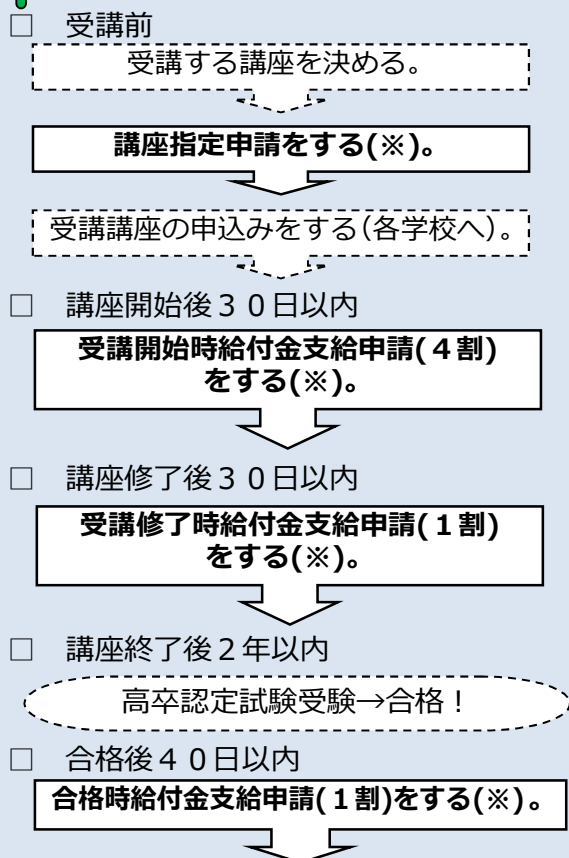 □ 受講前
受講する講座を決める。
講座指定申請をする(※)。
受講講座の申込みをする(各学校へ)。
□ 講座開始後３０日以内
受講開始時給付金支給申請(４割)
をする(※)。
□ 講座修了後３０日以内
受講修了時給付金支給申請(１割)
をする(※)。
□ 講座終了後２年以内
高卒認定試験受験→合格！
□ 合格後４０日以内
合格時給付金支給申請(１割)をする(※)。